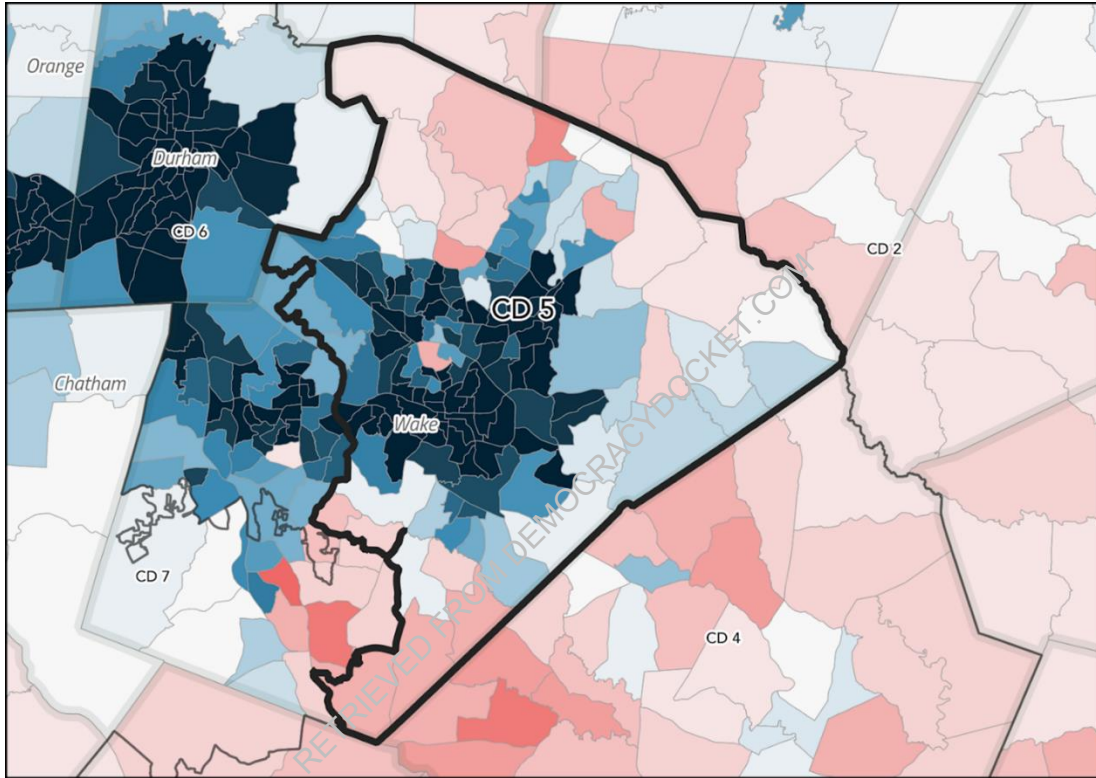 Orange
Durham
CD 6
CD 2
CD 5
Chatham
Wake
CD 7
CD 4
RETRIEVED FROM DEMOCRACYDOCKET.COM